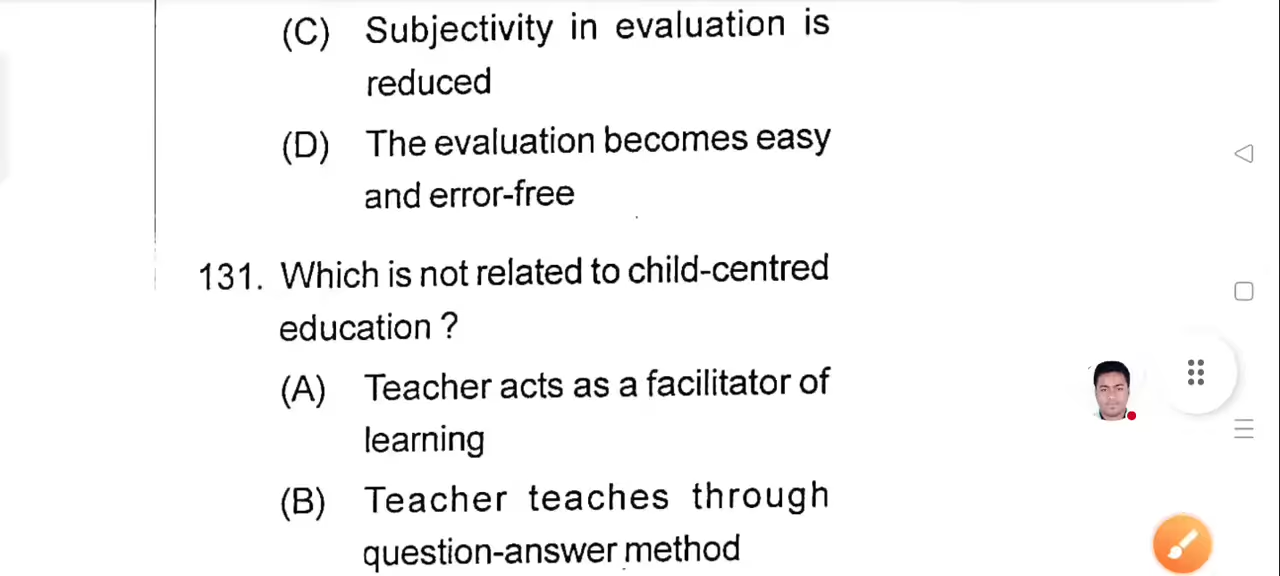 (C) Subjectivity in evaluation is
reduced
(D) The evaluation becomes easy
and error-free
131. Which is not related to child-centred
education ?
(A) Teacher acts as a facilitator of
learning
(B) Teacher teaches through
question-answer method